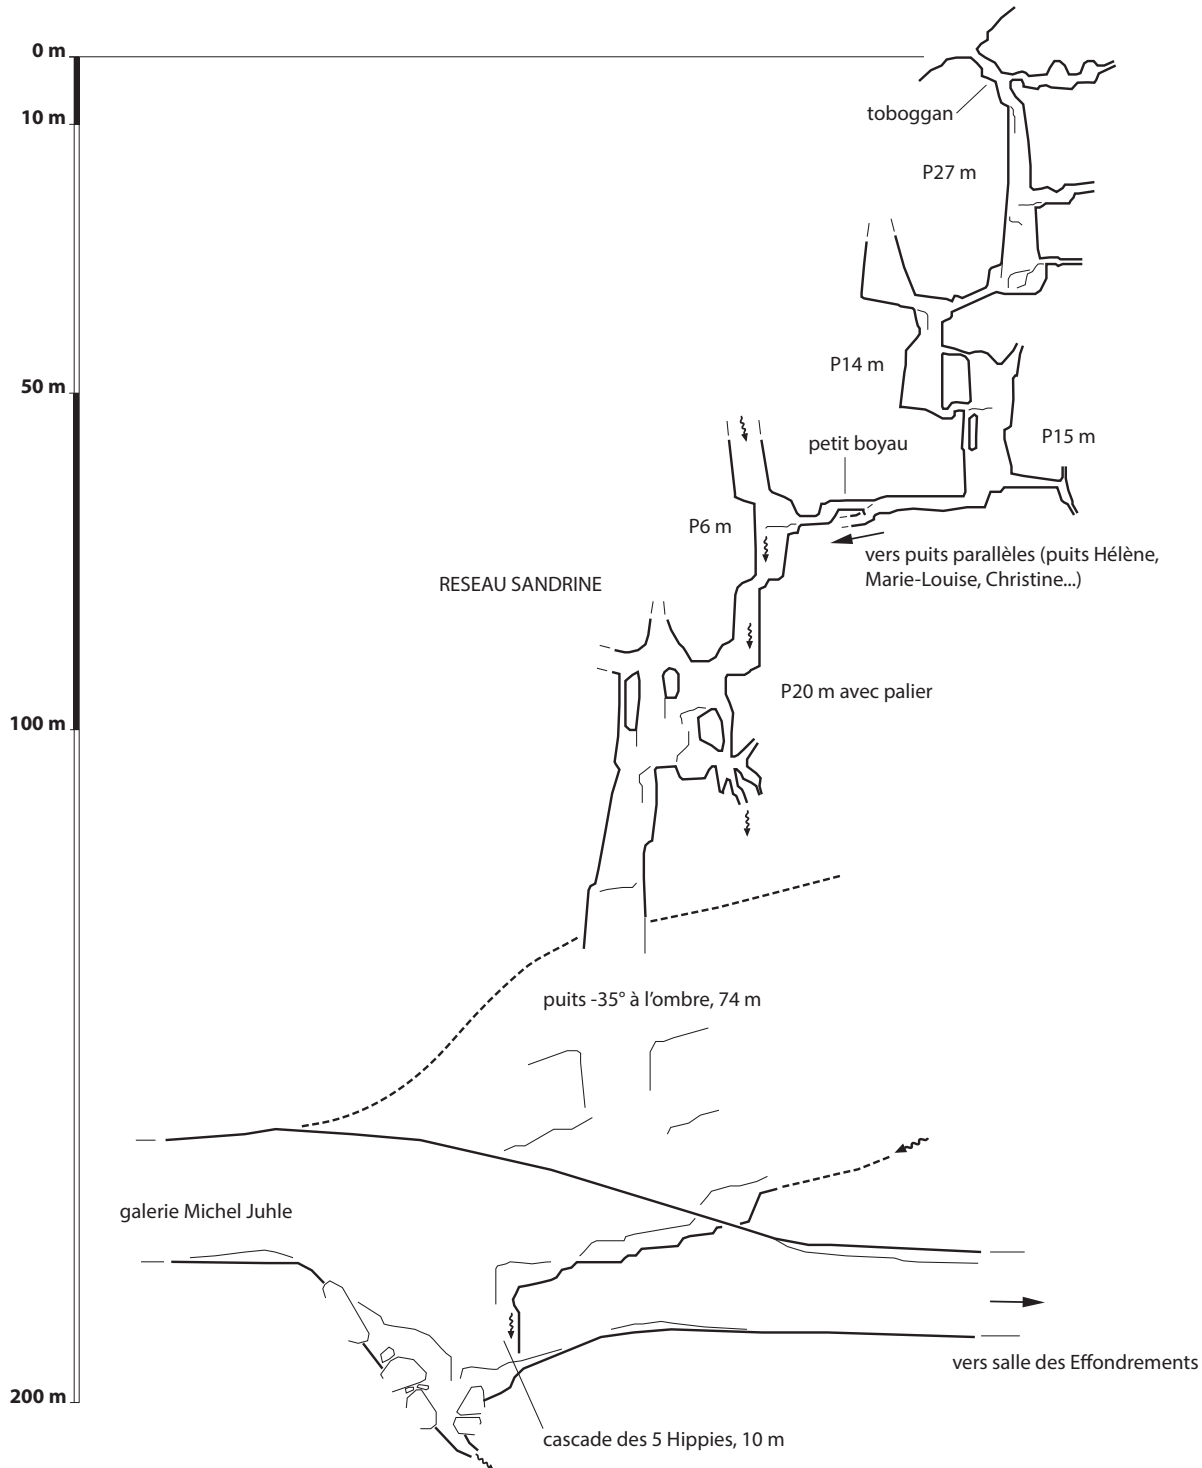 0 m
10 m
toboggan
P27 m
P14 m
50 m
P15 m
petit boyau
P6 m
vers puits parallèles (puits Hélène,
Marie-Louise, Christine...)
RESEAU SANDRINE
P20 m avec palier
100 m
puits -35° à l’ombre, 74 m
galerie Michel Juhle
vers salle des Effondrements
200 m
cascade des 5 Hippies, 10 m